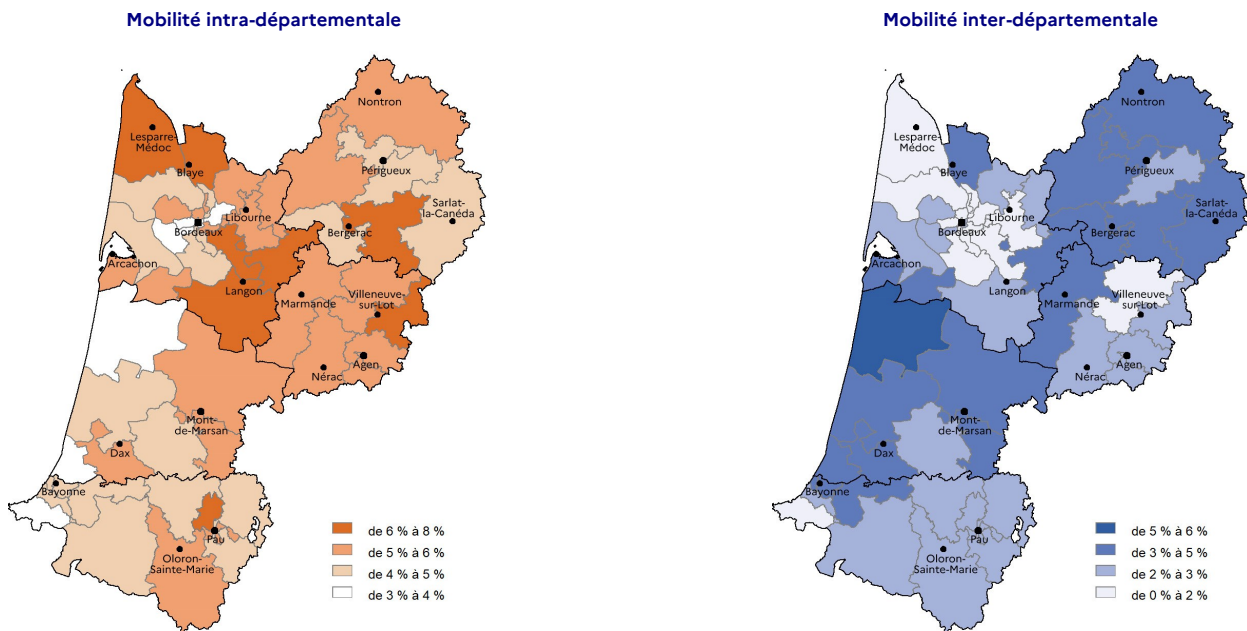 Mobilité intra-départementale
Nontron
Lesparre-
Médoc
Blaye
Périgueux
Sarlat-
la-Canéda
Libourne
Bordeaux
Bergerac
Arcachon
Langon
Marmande
Villeneuve-
sur-Lot
Agen
Nérac
Mont-
de-Marsan
Dax
Bayonne
Pau
Oloron-
Sainte-Marie
de 6 % à 8 %
de 5 % à 6 %
de 4 % à 5 %
de 3 % à 4 %
Mobilité inter-départementale
Nontron
Lesparre-
Médoc
Blaye
Périgueux
Sarlat-
la-Canéda
Libourne
Bordeaux
Bergerac
Arcachon
Langon
Marmande
Villeneuve-
sur-Lot
Agen
Nérac
Mont-
de-Marsan
Dax
Bayonne
Pau
Oloron-
Sainte-Marie
de 5 % à 6 %
de 3 % à 5 %
de 2 % à 3 %
de 0 % à 2 %